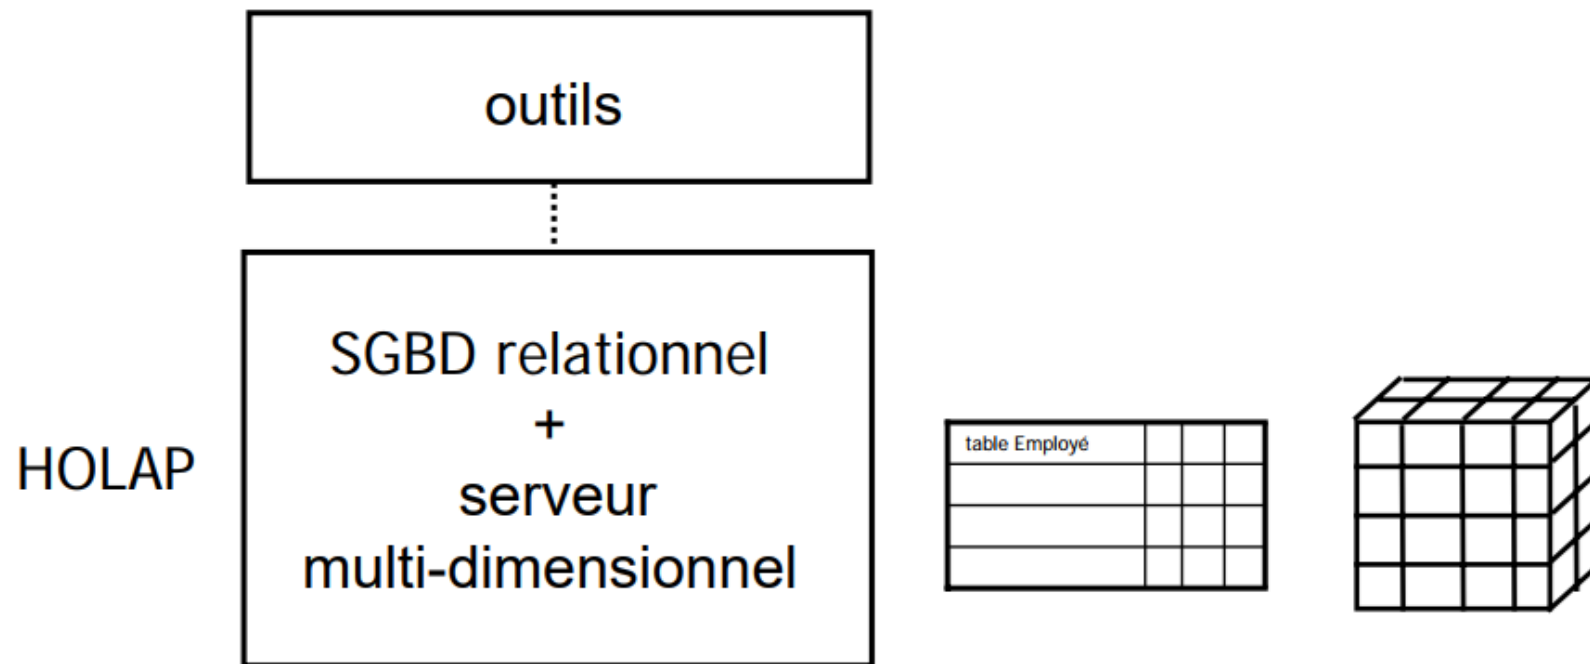 outils
HOLAP
SGBD relationnel
+
serveur
multi-dimensionnel
table Employé